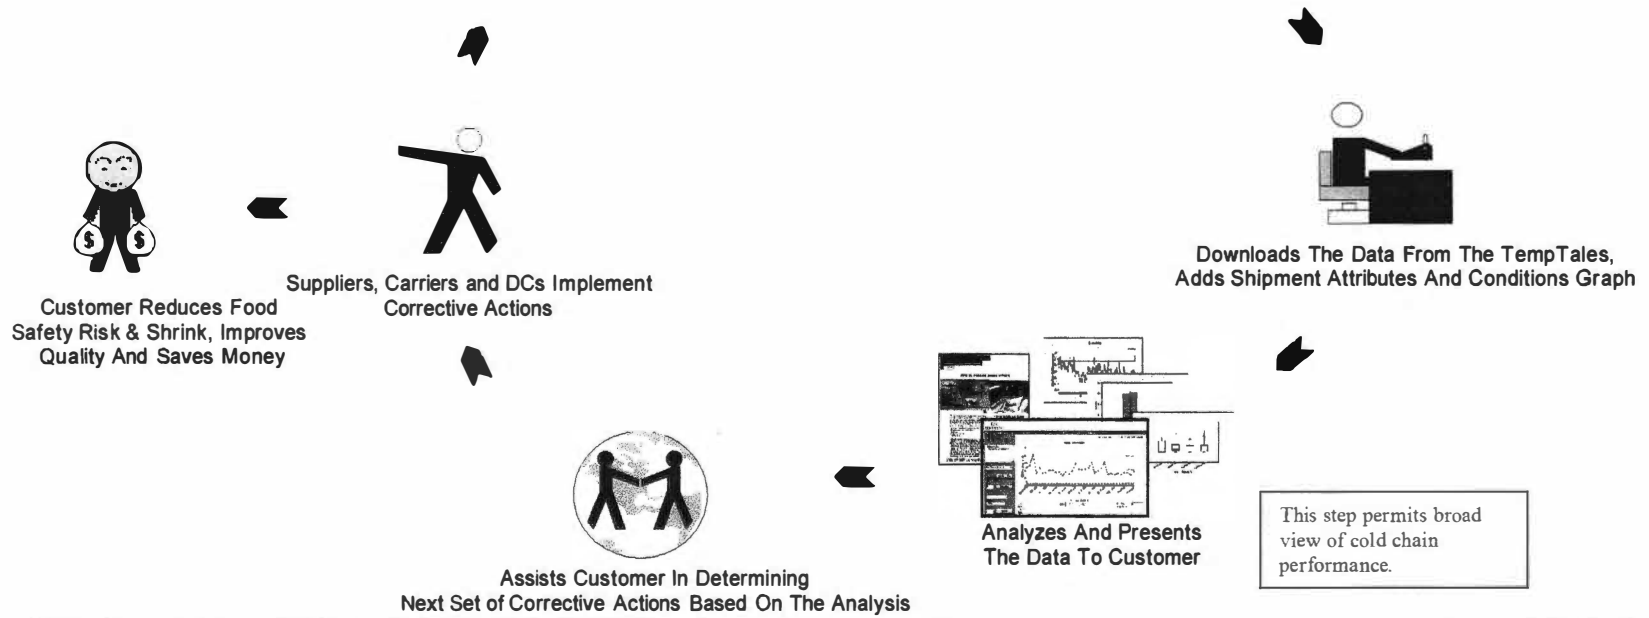 Downloads The Data From The TempTales,
Adds Shipment Attributes And Conditions Graph
Suppliers, Carriers and DCs Implement
Corrective Actions
Customer Reduces Food
Safety Risk & Shrink, Improves
Quality And Saves Money
$ $
Analyzes And Presents
The Data To Customer
This step permits broad
view of cold chain
performance.
Assists Customer In Determining
Next Set of Corrective Actions Based On The Analysis